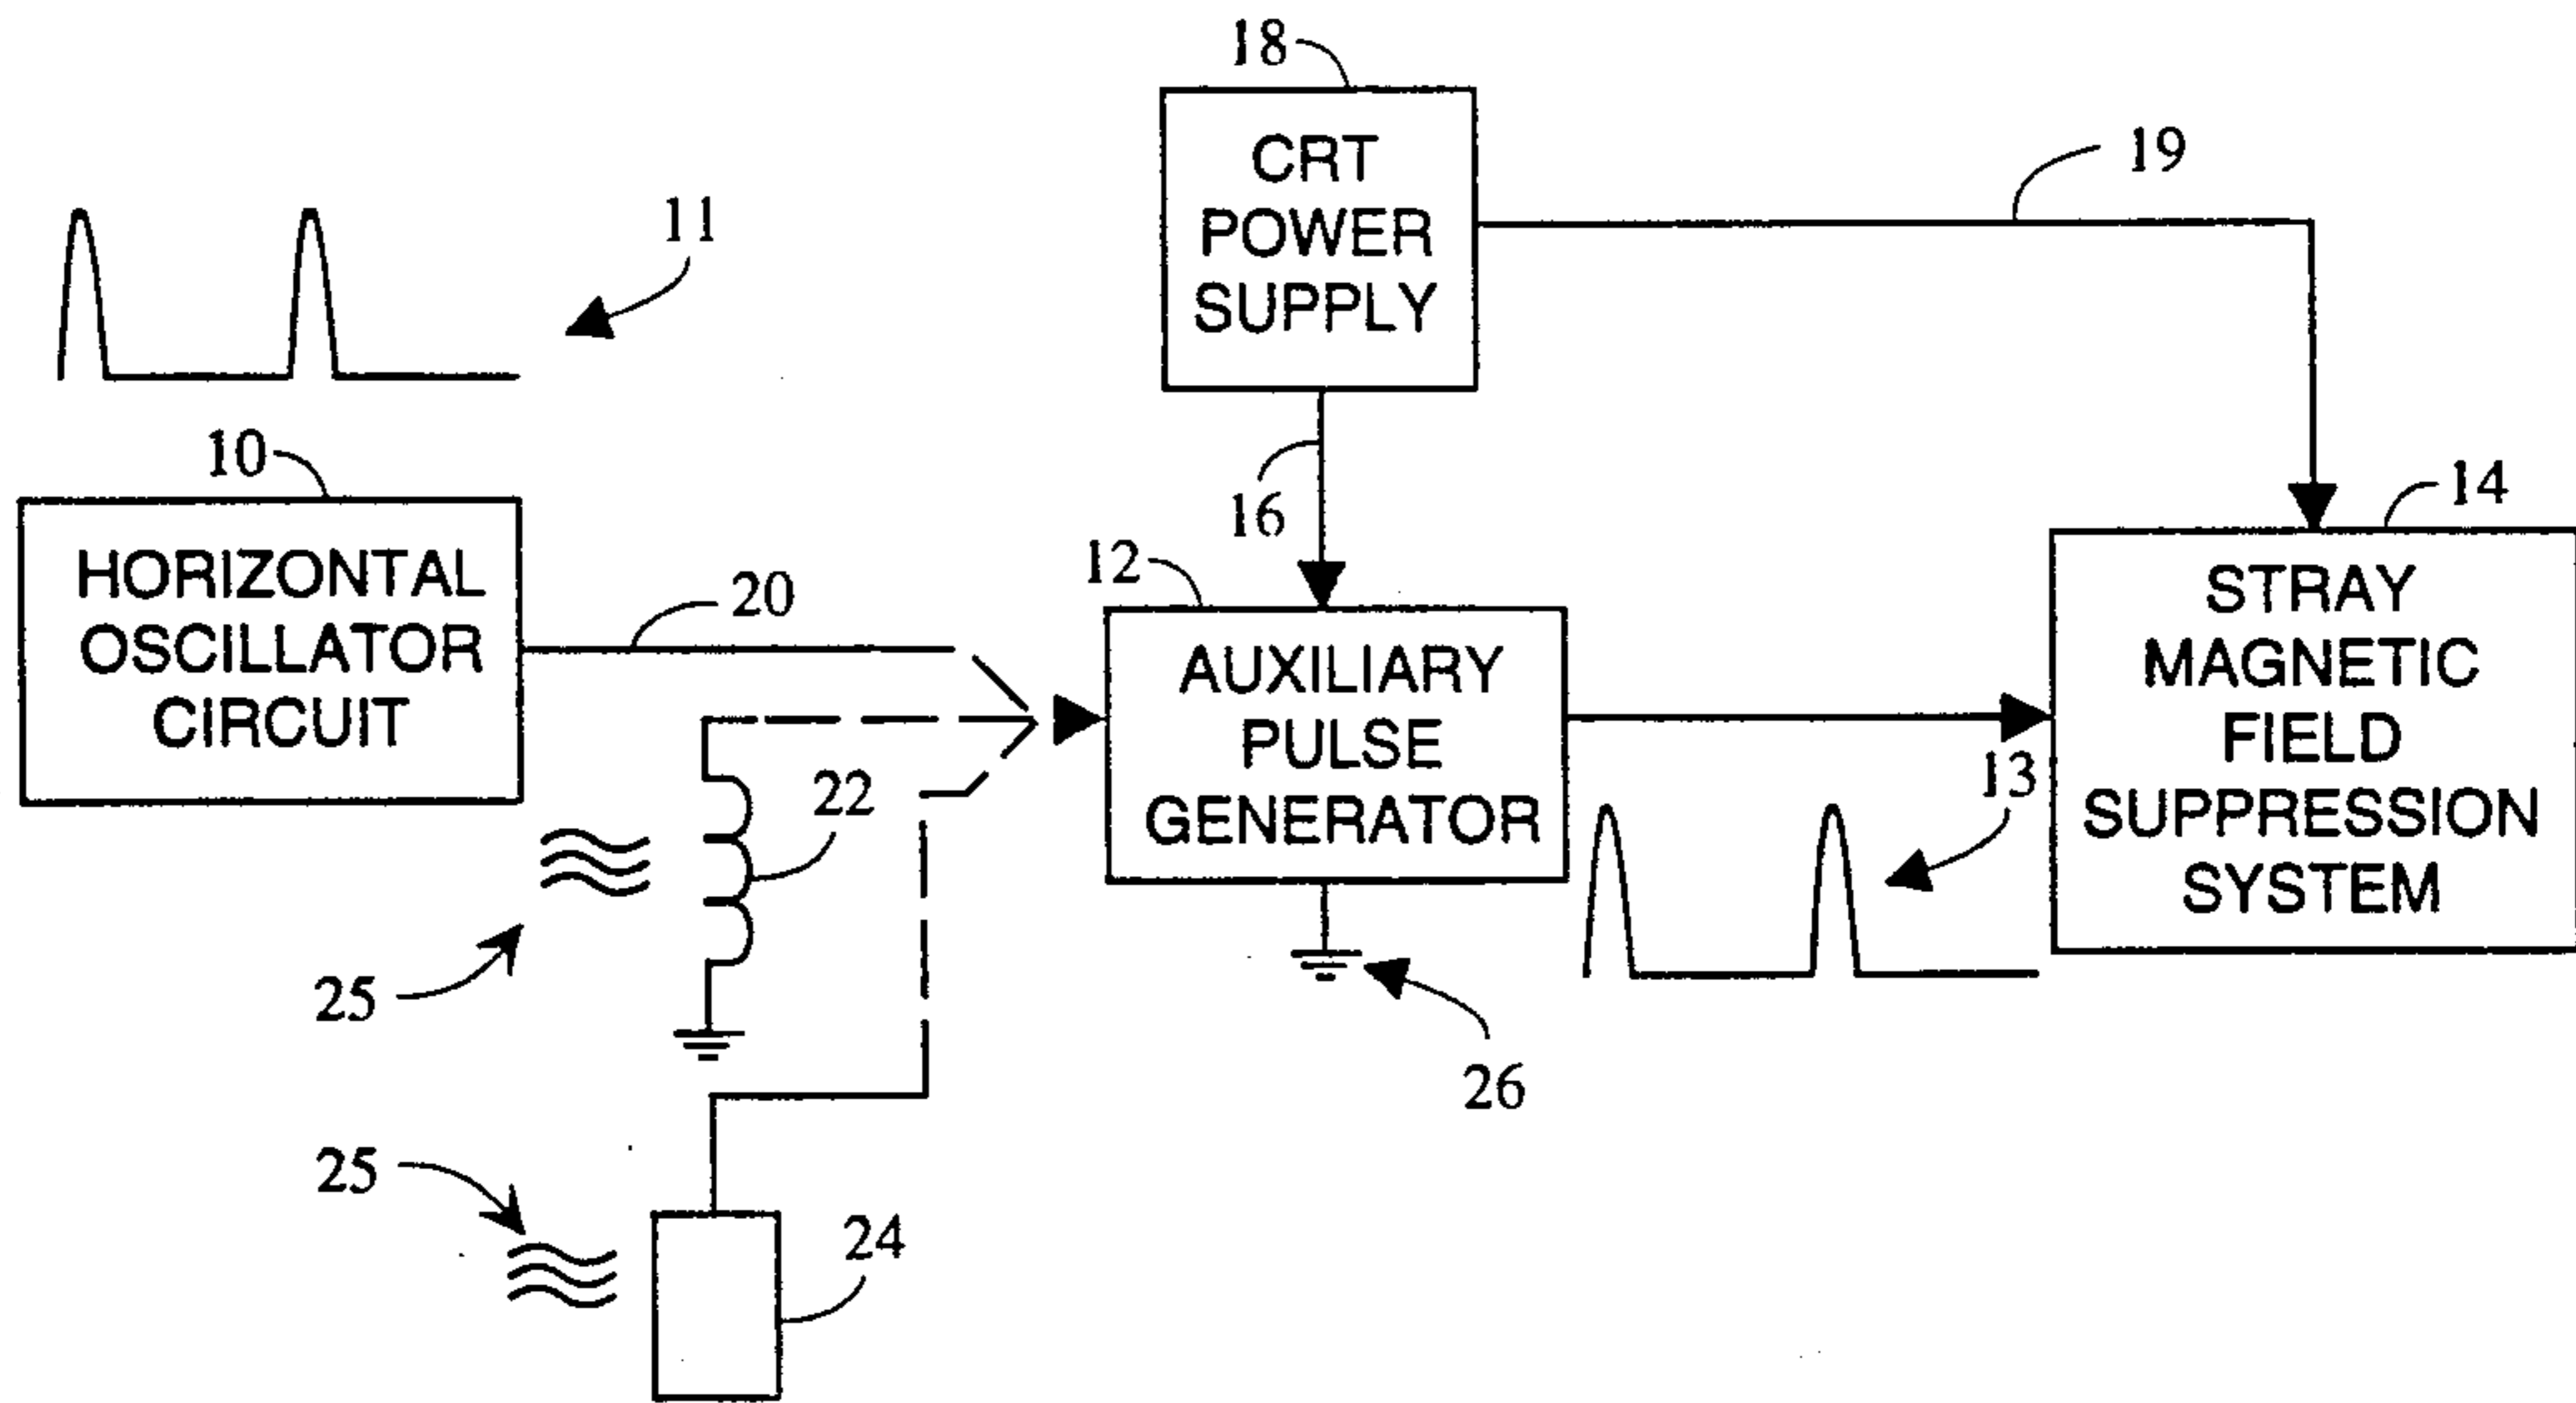 18
CRT
POWER
SUPPLY
19
11
10
HORIZONTAL
OSCILLATOR
CIRCUIT
20
16
12
AUXILIARY
PULSE
GENERATOR
14
STRAY
MAGNETIC
FIELD
SUPPRESSION
SYSTEM
13
22
25
26
25
24